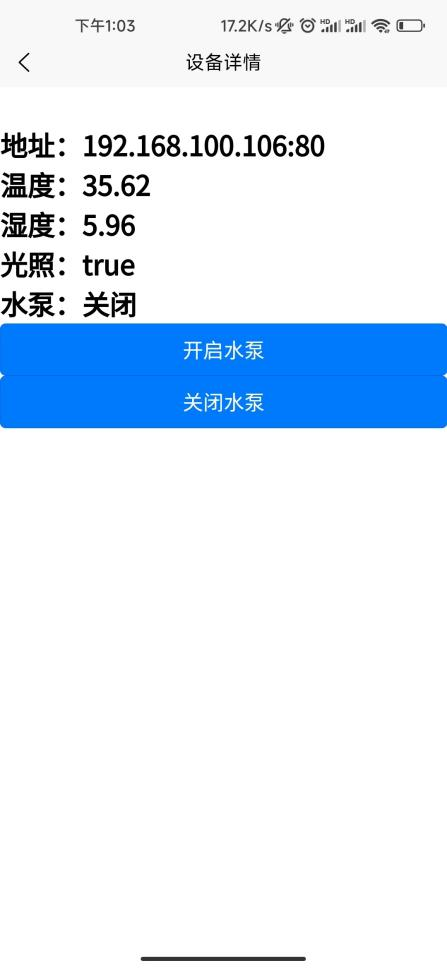 下午1:03 17.2K/s HD HD
设备详情
地址：192.168.100.106:80
温度：35.62
湿度：5.96
光照：true
水泵：关闭
开启水泵
关闭水泵